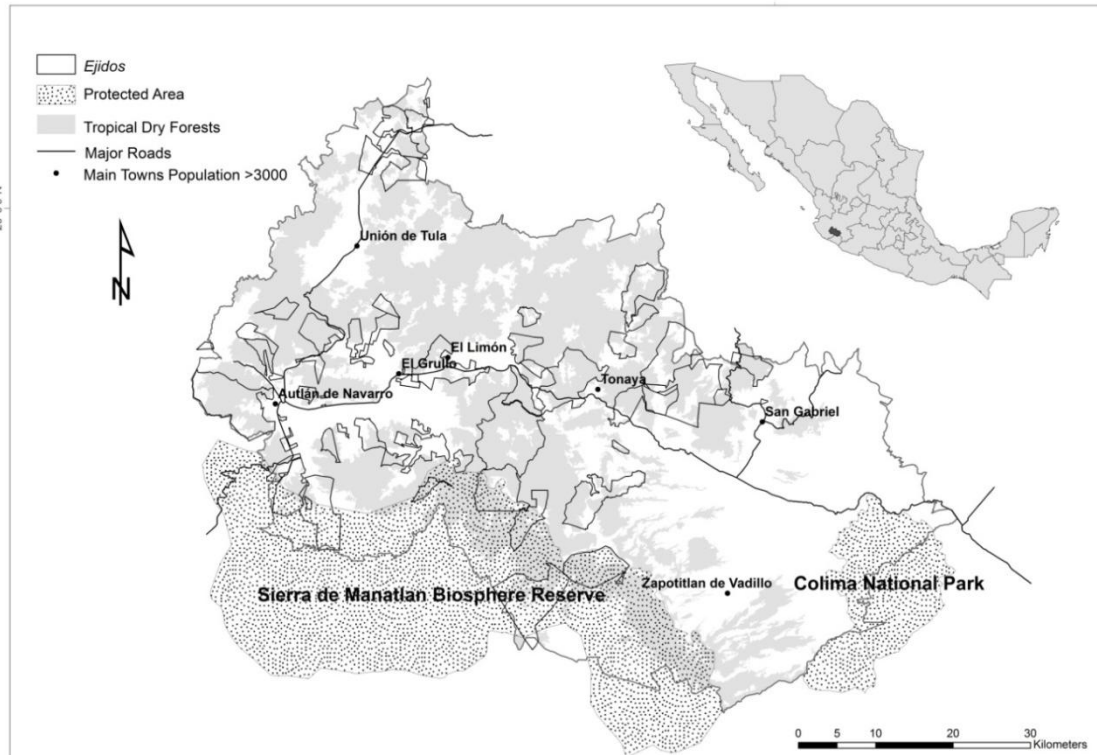 Ejidos
Protected Area
Tropical Dry Forests
Major Roads
Main Towns Population >3000
N
Unión de Tula
El Limón
El Grullo
Autlán de Navarro
Tonaya
San Gabriel
Zapotitlan de Vadillo
Colima National Park
Sierra de Manatlan Biosphere Reserve
0 5 10 20 30
Kilometers